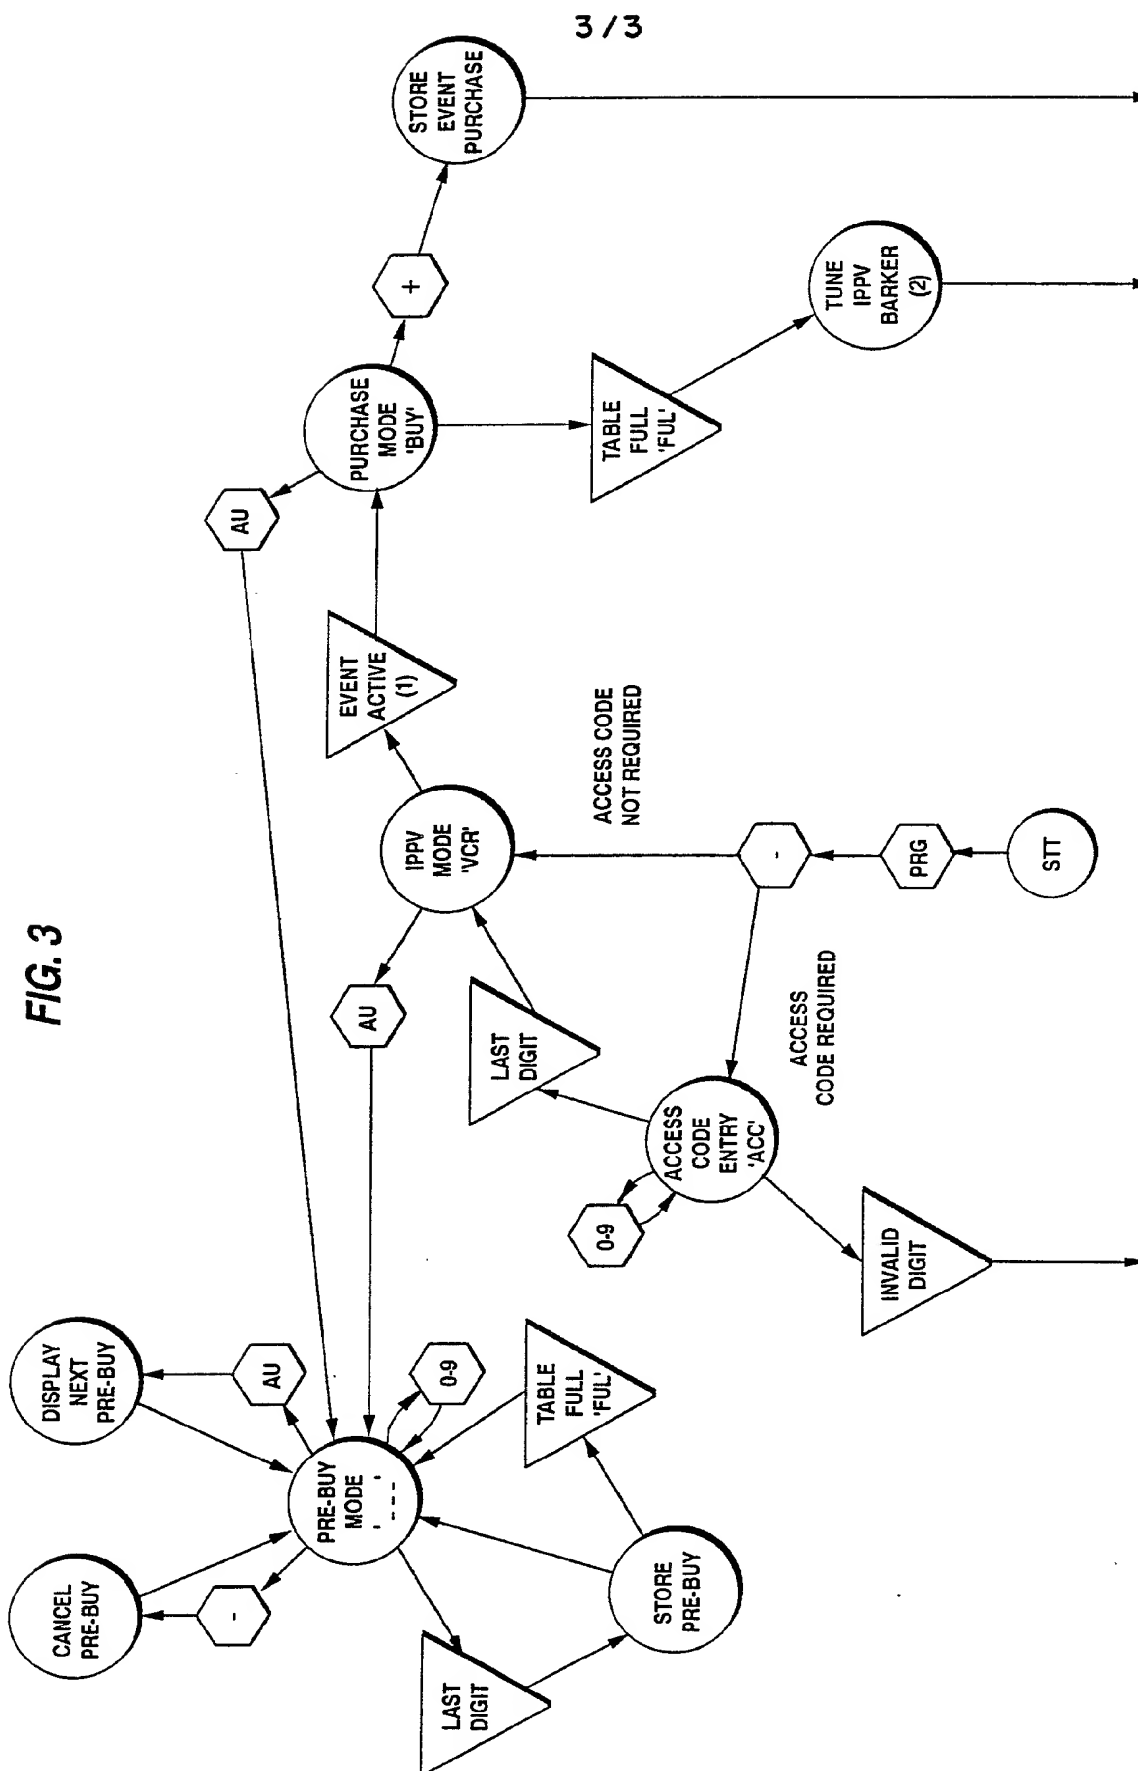 3/3
FIG. 3
STORE
EVENT
PURCHASE
+
TUNE
IPPV
BARKER
(2)
PURCHASE
MODE
'BUY'
TABLE
FULL
'FUL'
AU
EVENT
ACTIVE
(1)
ACCESS CODE
NOT REQUIRED
IPPV
MODE
'VCR'
-
PRG
STT
AU
LAST
DIGIT
ACCESS
CODE REQUIRED
ACCESS
CODE
ENTRY
'ACC'
0-9
INVALID
DIGIT
DISPLAY
NEXT
PRE-BUY
AU
0-9
TABLE
FULL
'FUL'
PRE-BUY
MODE
'---'
CANCEL
PRE-BUY
-
STORE
PRE-BUY
LAST
DIGIT